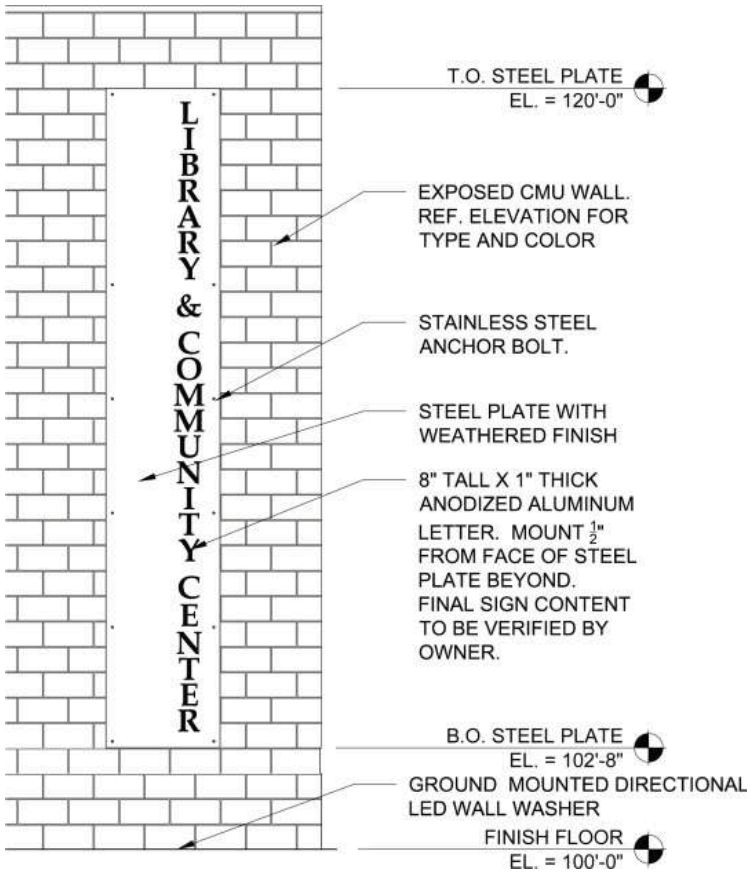 LIBRARY & COMMUNITY CENTER
T.O. STEEL PLATE
EL. = 120'-0"
EXPOSED CMU WALL.
REF. ELEVATION FOR
TYPE AND COLOR
STAINLESS STEEL
ANCHOR BOLT.
STEEL PLATE WITH
WEATHERED FINISH
8" TALL X 1" THICK
ANODIZED ALUMINUM
LETTER. MOUNT ½"
FROM FACE OF STEEL
PLATE BEYOND.
FINAL SIGN CONTENT
TO BE VERIFIED BY
OWNER.
B.O. STEEL PLATE
EL. = 102'-8"
GROUND MOUNTED DIRECTIONAL
LED WALL WASHER
FINISH FLOOR
EL. = 100'-0"